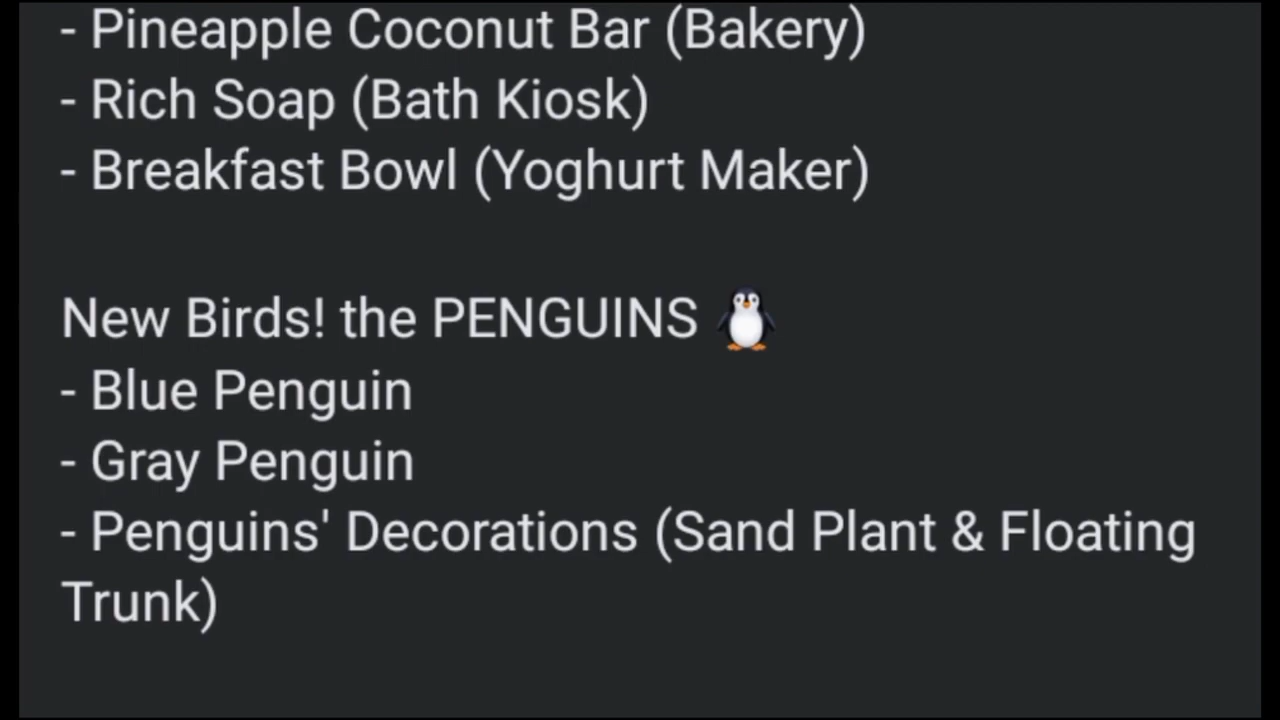 - Pineapple Coconut Bar (Bakery)
- Rich Soap (Bath Kiosk)
- Breakfast Bowl (Yoghurt Maker)
New Birds! the PENGUINS 🐧
- Blue Penguin
- Gray Penguin
- Penguins' Decorations (Sand Plant & Floating
Trunk)